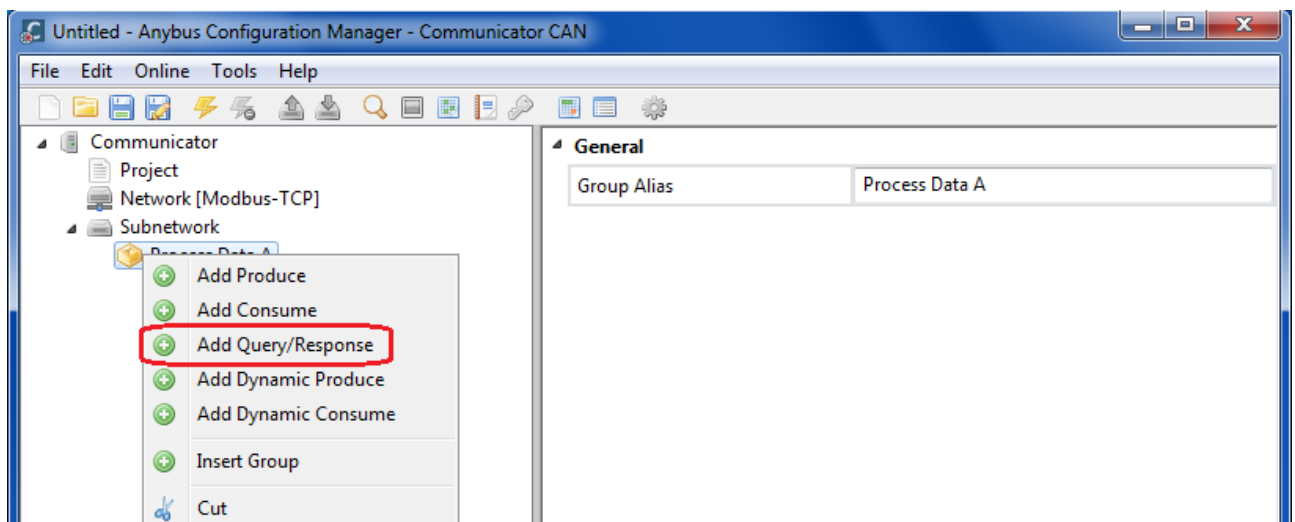 Untitled - Anybus Configuration Manager - Communicator CAN
File Edit Online Tools Help
Communicator
Project
Network [Modbus-TCP]
Subnetwork
Process Data A
General
Group Alias Process Data A
Add Produce
Add Consume
Add Query/Response
Add Dynamic Produce
Add Dynamic Consume
Insert Group
Cut